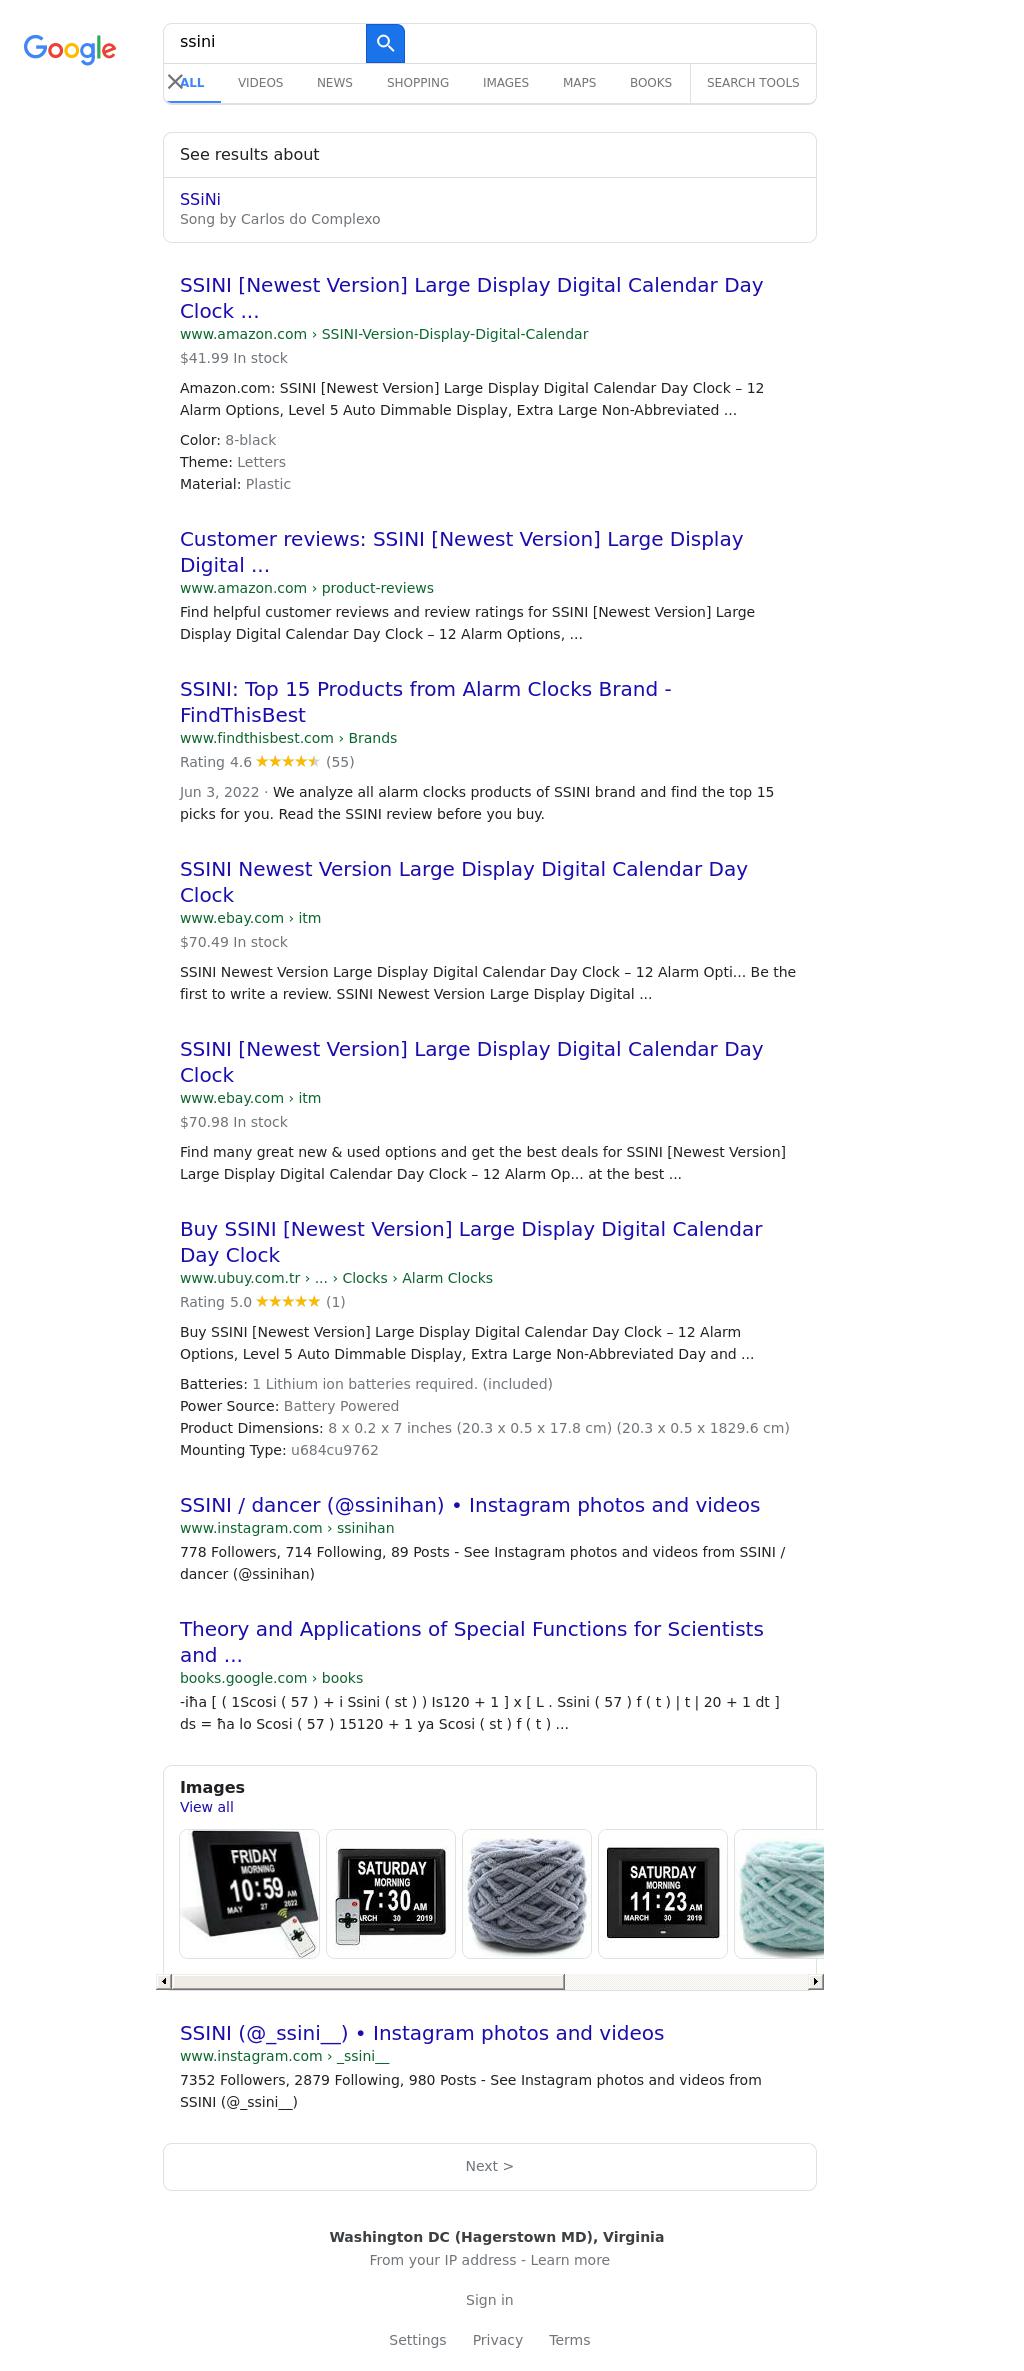 Google
ssini
ALL VIDEOS NEWS SHOPPING IMAGES MAPS BOOKS SEARCH TOOLS
See results about
SSiNi
Song by Carlos do Complexo
SSINI [Newest Version] Large Display Digital Calendar Day
Clock ...
www.amazon.com › SSINI-Version-Display-Digital-Calendar
$41.99 In stock
Amazon.com: SSINI [Newest Version] Large Display Digital Calendar Day Clock – 12
Alarm Options, Level 5 Auto Dimmable Display, Extra Large Non-Abbreviated ...
Color: 8-black
Theme: Letters
Material: Plastic
Customer reviews: SSINI [Newest Version] Large Display
Digital ...
www.amazon.com › product-reviews
Find helpful customer reviews and review ratings for SSINI [Newest Version] Large
Display Digital Calendar Day Clock – 12 Alarm Options, ...
SSINI: Top 15 Products from Alarm Clocks Brand -
FindThisBest
www.findthisbest.com › Brands
Rating 4.6 (55)
Jun 3, 2022 · We analyze all alarm clocks products of SSINI brand and find the top 15
picks for you. Read the SSINI review before you buy.
SSINI Newest Version Large Display Digital Calendar Day
Clock
www.ebay.com › itm
$70.49 In stock
SSINI Newest Version Large Display Digital Calendar Day Clock – 12 Alarm Opti... Be the
first to write a review. SSINI Newest Version Large Display Digital ...
SSINI [Newest Version] Large Display Digital Calendar Day
Clock
www.ebay.com › itm
$70.98 In stock
Find many great new & used options and get the best deals for SSINI [Newest Version]
Large Display Digital Calendar Day Clock – 12 Alarm Op... at the best ...
Buy SSINI [Newest Version] Large Display Digital Calendar
Day Clock
www.ubuy.com.tr › ... › Clocks › Alarm Clocks
Rating 5.0 (1)
Buy SSINI [Newest Version] Large Display Digital Calendar Day Clock – 12 Alarm
Options, Level 5 Auto Dimmable Display, Extra Large Non-Abbreviated Day and ...
Batteries: 1 Lithium ion batteries required. (included)
Power Source: Battery Powered
Product Dimensions: 8 x 0.2 x 7 inches (20.3 x 0.5 x 17.8 cm) (20.3 x 0.5 x 1829.6 cm)
Mounting Type: u684cu9762
SSINI / dancer (@ssinihan) • Instagram photos and videos
www.instagram.com › ssinihan
778 Followers, 714 Following, 89 Posts - See Instagram photos and videos from SSINI /
dancer (@ssinihan)
Theory and Applications of Special Functions for Scientists
and ...
books.google.com › books
-iħa [ ( 1Scosi ( 57 ) + i Ssini ( st ) ) Is120 + 1 ] x [ L . Ssini ( 57 ) f ( t ) | t | 20 + 1 dt ]
ds = ħa lo Scosi ( 57 ) 15120 + 1 ya Scosi ( st ) f ( t ) ...
Images
View all
FRIDAY
MORNING
10:59 AM
MAY 27 2022
SATURDAY
MORNING
7:30 AM
ARCH 30 2019
SATURDAY
MORNING
11:23 AM
MARCH 30 2019
SSINI (@_ssini__) • Instagram photos and videos
www.instagram.com › _ssini__
7352 Followers, 2879 Following, 980 Posts - See Instagram photos and videos from
SSINI (@_ssini__)
Next >
Washington DC (Hagerstown MD), Virginia
From your IP address - Learn more
Sign in
Settings Privacy Terms